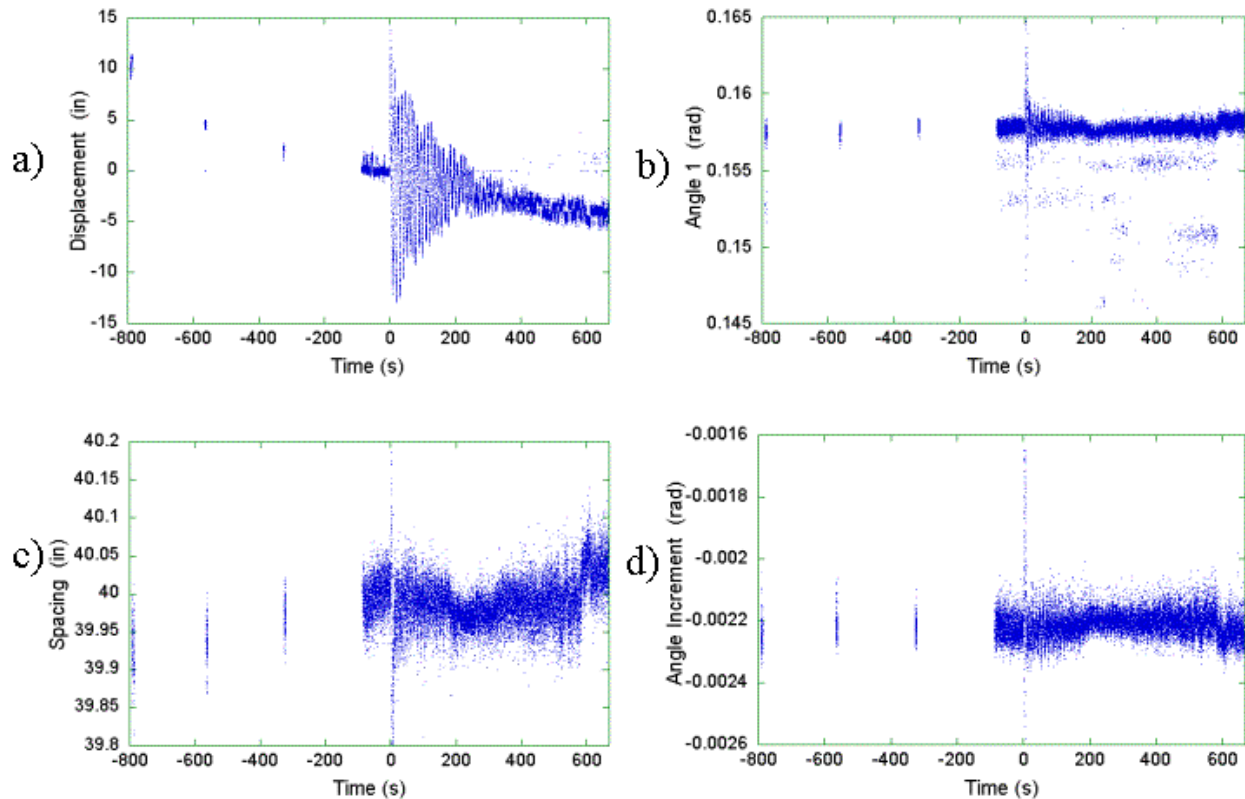 a)
Displacement (in)
15
10
5
0
-5
-10
-15
-800 -600 -400 -200 0 200 400 600
Time (s)
b)
Angle 1 (rad)
0.165
0.16
0.155
0.15
0.145
-800 -600 -400 -200 0 200 400 600
Time (s)
c)
Spacing (in)
40.2
40.15
40.1
40.05
40
39.95
39.9
39.85
39.8
-800 -600 -400 -200 0 200 400 600
Time (s)
d)
Angle Increment (rad)
-0.0016
-0.0018
-0.002
-0.0022
-0.0024
-0.0026
-800 -600 -400 -200 0 200 400 600
Time (s)